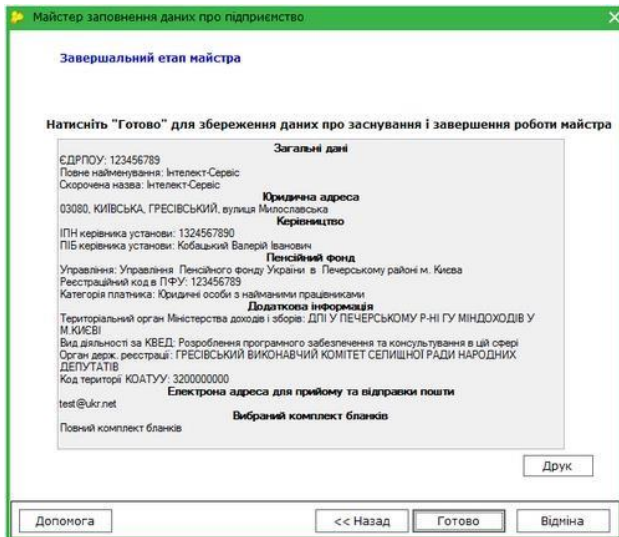 Майстер заповнення даних про підприємство
Завершальний етап майстра
Натисніть "Готово" для збереження даних про заснування і завершення роботи майстра
Загальні дані
ЄДРПОУ: 123456789
Повне найменування: Інтелект-Сервіс
Скорочена назва: Інтелект-Сервіс
Юридична адреса
03080, КИЇВСЬКА, ГРЕСІВСЬКИЙ, вулиця Милославська
Керівництво
ІПН керівника установи: 1324567890
ПІБ керівника установи: Кобацький Валерій Іванович
Пенсійний фонд
Управління: Управління Пенсійного фонду України в Печерському районі м. Києва
Реєстраційний код в ПФУ: 123456789
Категорія платника: Юридичні особи з найманими працівниками
Додаткова інформація
Територіальний орган Міністерства доходів і зборів: ДПІ У ПЕЧЕРСЬКОМУ Р-НІ ГУ МІНДОХОДІВ У
М.КИЄВІ
Вид діяльності за КВЕД: Розроблення програмного забезпечення та консультування в цій сфері
Орган держ. реєстрації: ГРЕСІВСЬКИЙ ВИКОНАВЧИЙ КОМІТЕТ СЕЛИЩНОЇ РАДИ НАРОДНИХ
ДЕПУТАТІВ
Код території КОАТУУ: 3200000000
Електрона адреса для прийому та відправки пошти
test@ukr.net
Вибраний комплект бланків
Повний комплект бланків
Друк
Допомога
<< Назад
Готово
Відміна